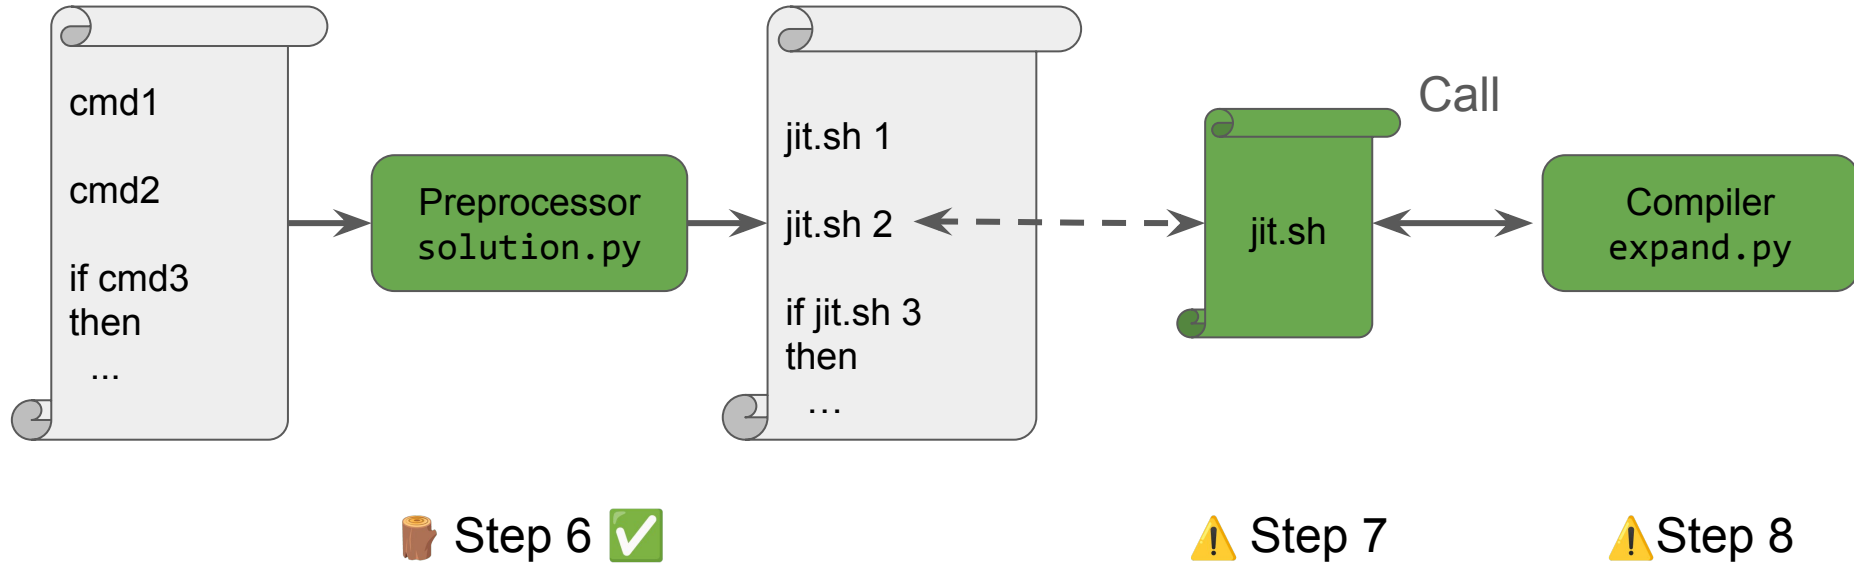 cmd1
cmd2
if cmd3
then
...
Preprocessor
solution.py
jit.sh 1
jit.sh 2
if jit.sh 3
then
...
jit.sh
Call
Compiler
expand.py
🪵 Step 6 ✅
⚠️ Step 7
⚠️Step 8